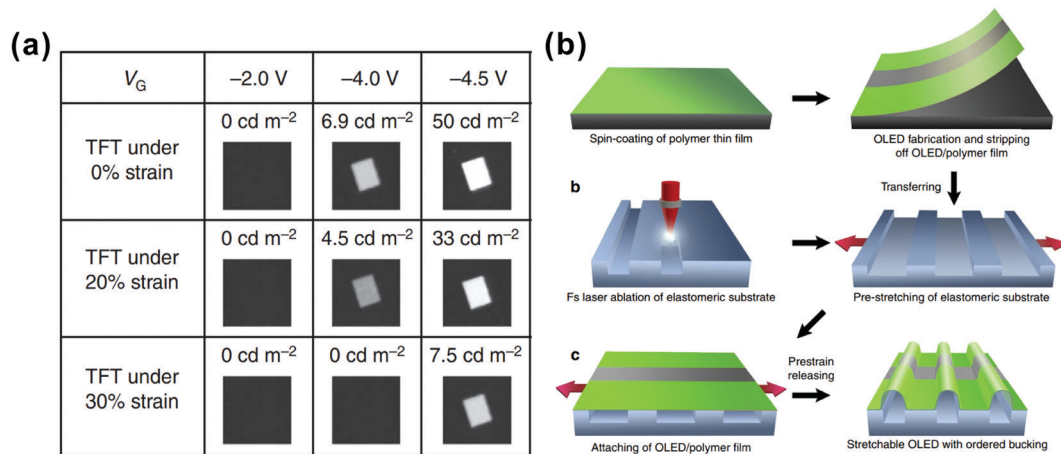 (a)
V_G
–2.0 V
–4.0 V
–4.5 V
TFT under
0% strain
0 cd m⁻²
6.9 cd m⁻²
50 cd m⁻²
TFT under
20% strain
0 cd m⁻²
4.5 cd m⁻²
33 cd m⁻²
TFT under
30% strain
0 cd m⁻²
0 cd m⁻²
7.5 cd m⁻²
(b)
Spin-coating of polymer thin film
OLED fabrication and stripping
off OLED/polymer film
Transferring
b
Fs laser ablation of elastomeric substrate
Pre-stretching of elastomeric substrate
c
Prestrain
releasing
Attaching of OLED/polymer film
Stretchable OLED with ordered bucking